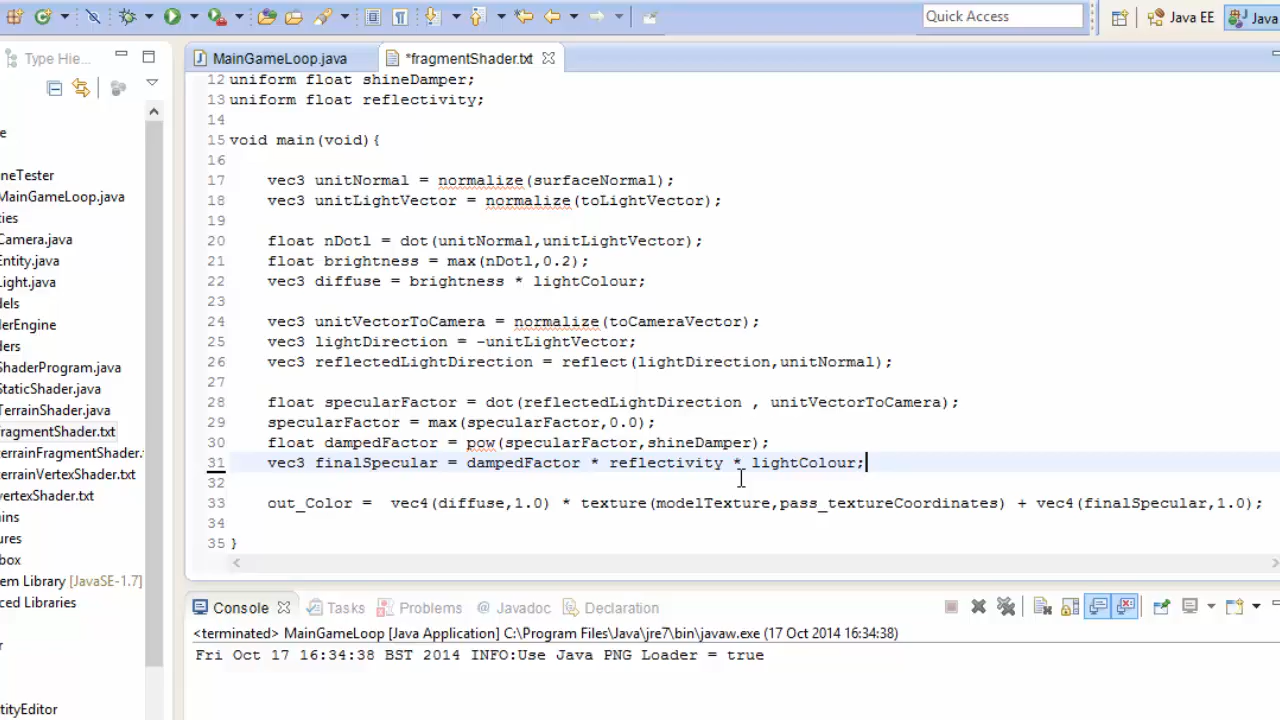 Quick Access
Java EE
Java
Type Hie...
MainGameLoop.java
*fragmentShader.txt
12 uniform float shineDamper;
13 uniform float reflectivity;
14
15 void main(void){
16
17 vec3 unitNormal = normalize(surfaceNormal);
18 vec3 unitLightVector = normalize(toLightVector);
19
20 float nDotl = dot(unitNormal,unitLightVector);
21 float brightness = max(nDotl,0.2);
22 vec3 diffuse = brightness * lightColour;
23
24 vec3 unitVectorToCamera = normalize(toCameraVector);
25 vec3 lightDirection = -unitLightVector;
26 vec3 reflectedLightDirection = reflect(lightDirection,unitNormal);
27
28 float specularFactor = dot(reflectedLightDirection , unitVectorToCamera);
29 specularFactor = max(specularFactor,0.0);
30 float dampedFactor = pow(specularFactor,shineDamper);
31 vec3 finalSpecular = dampedFactor * reflectivity * lightColour;
32
33 out_Color =  vec4(diffuse,1.0) * texture(modelTexture,pass_textureCoordinates) + vec4(finalSpecular,1.0);
34
35 }
e
neTester
MainGameLoop.java
ties
Camera.java
Entity.java
Light.java
dels
derEngine
ders
ShaderProgram.java
StaticShader.java
TerrainShader.java
ragmentShader.txt
terrainFragmentShader.
terrainVertexShader.txt
vertexShader.txt
ains
ures
box
em Library [JavaSE-1.7]
ced Libraries
r
ntityEditor
Console
Tasks
Problems
@ Javadoc
Declaration
<terminated> MainGameLoop [Java Application] C:\Program Files\Java\jre7\bin\javaw.exe (17 Oct 2014 16:34:38)
Fri Oct 17 16:34:38 BST 2014 INFO:Use Java PNG Loader = true